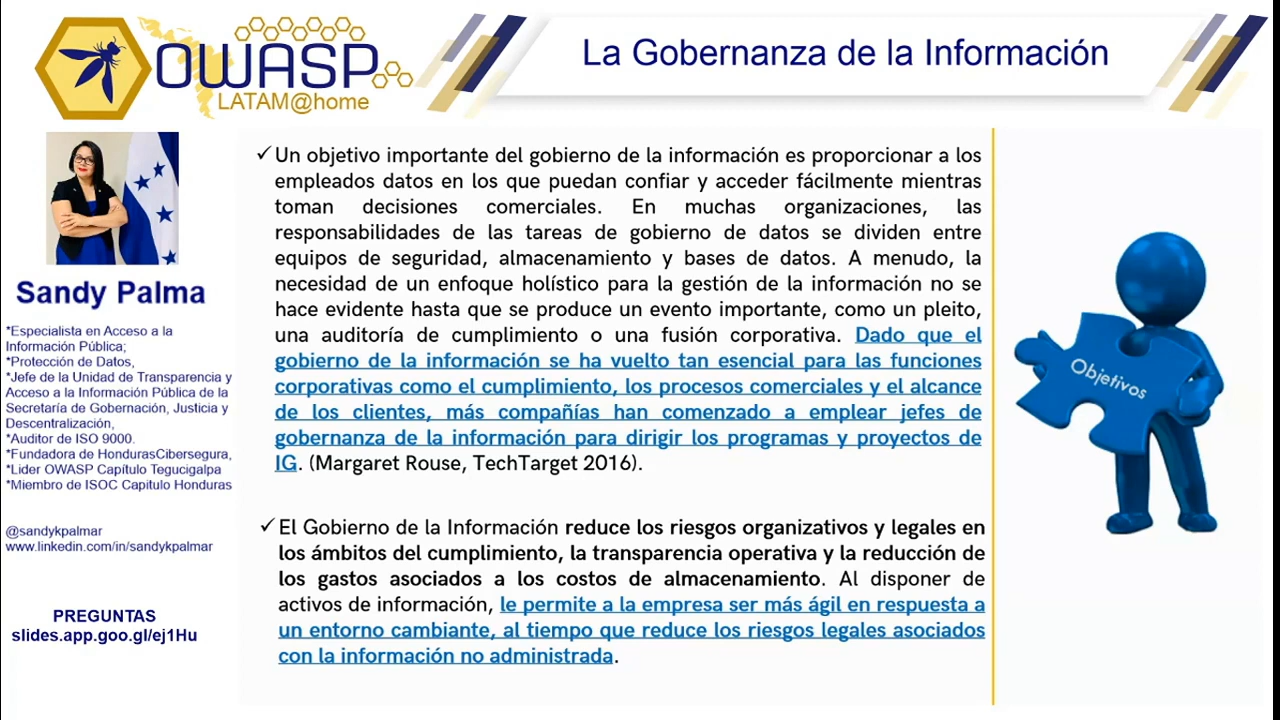 OWASP
LATAM@home
La Gobernanza de la Información
Sandy Palma
*Especialista en Acceso a la
Información Pública;
*Protección de Datos,
*Jefe de la Unidad de Transparencia y
Acceso a la Información Pública de la
Secretaría de Gobernación, Justicia y
Descentralización,
*Auditor de ISO 9000.
*Fundadora de HondurasCibersegura,
*Lider OWASP Capítulo Tegucigalpa
*Miembro de ISOC Capitulo Honduras
@sandykpalmar
www.linkedin.com/in/sandykpalmar
PREGUNTAS
slides.app.goo.gl/ej1Hu
✓Un objetivo importante del gobierno de la información es proporcionar a los
empleados datos en los que puedan confiar y acceder fácilmente mientras
toman decisiones comerciales. En muchas organizaciones, las
responsabilidades de las tareas de gobierno de datos se dividen entre
equipos de seguridad, almacenamiento y bases de datos. A menudo, la
necesidad de un enfoque holístico para la gestión de la información no se
hace evidente hasta que se produce un evento importante, como un pleito,
una auditoría de cumplimiento o una fusión corporativa. Dado que el
gobierno de la información se ha vuelto tan esencial para las funciones
corporativas como el cumplimiento, los procesos comerciales y el alcance
de los clientes, más compañías han comenzado a emplear jefes de
gobernanza de la información para dirigir los programas y proyectos de
IG. (Margaret Rouse, TechTarget 2016).
✓El Gobierno de la Información reduce los riesgos organizativos y legales en
los ámbitos del cumplimiento, la transparencia operativa y la reducción de
los gastos asociados a los costos de almacenamiento. Al disponer de
activos de información, le permite a la empresa ser más ágil en respuesta a
un entorno cambiante, al tiempo que reduce los riesgos legales asociados
con la información no administrada.
Objetivos